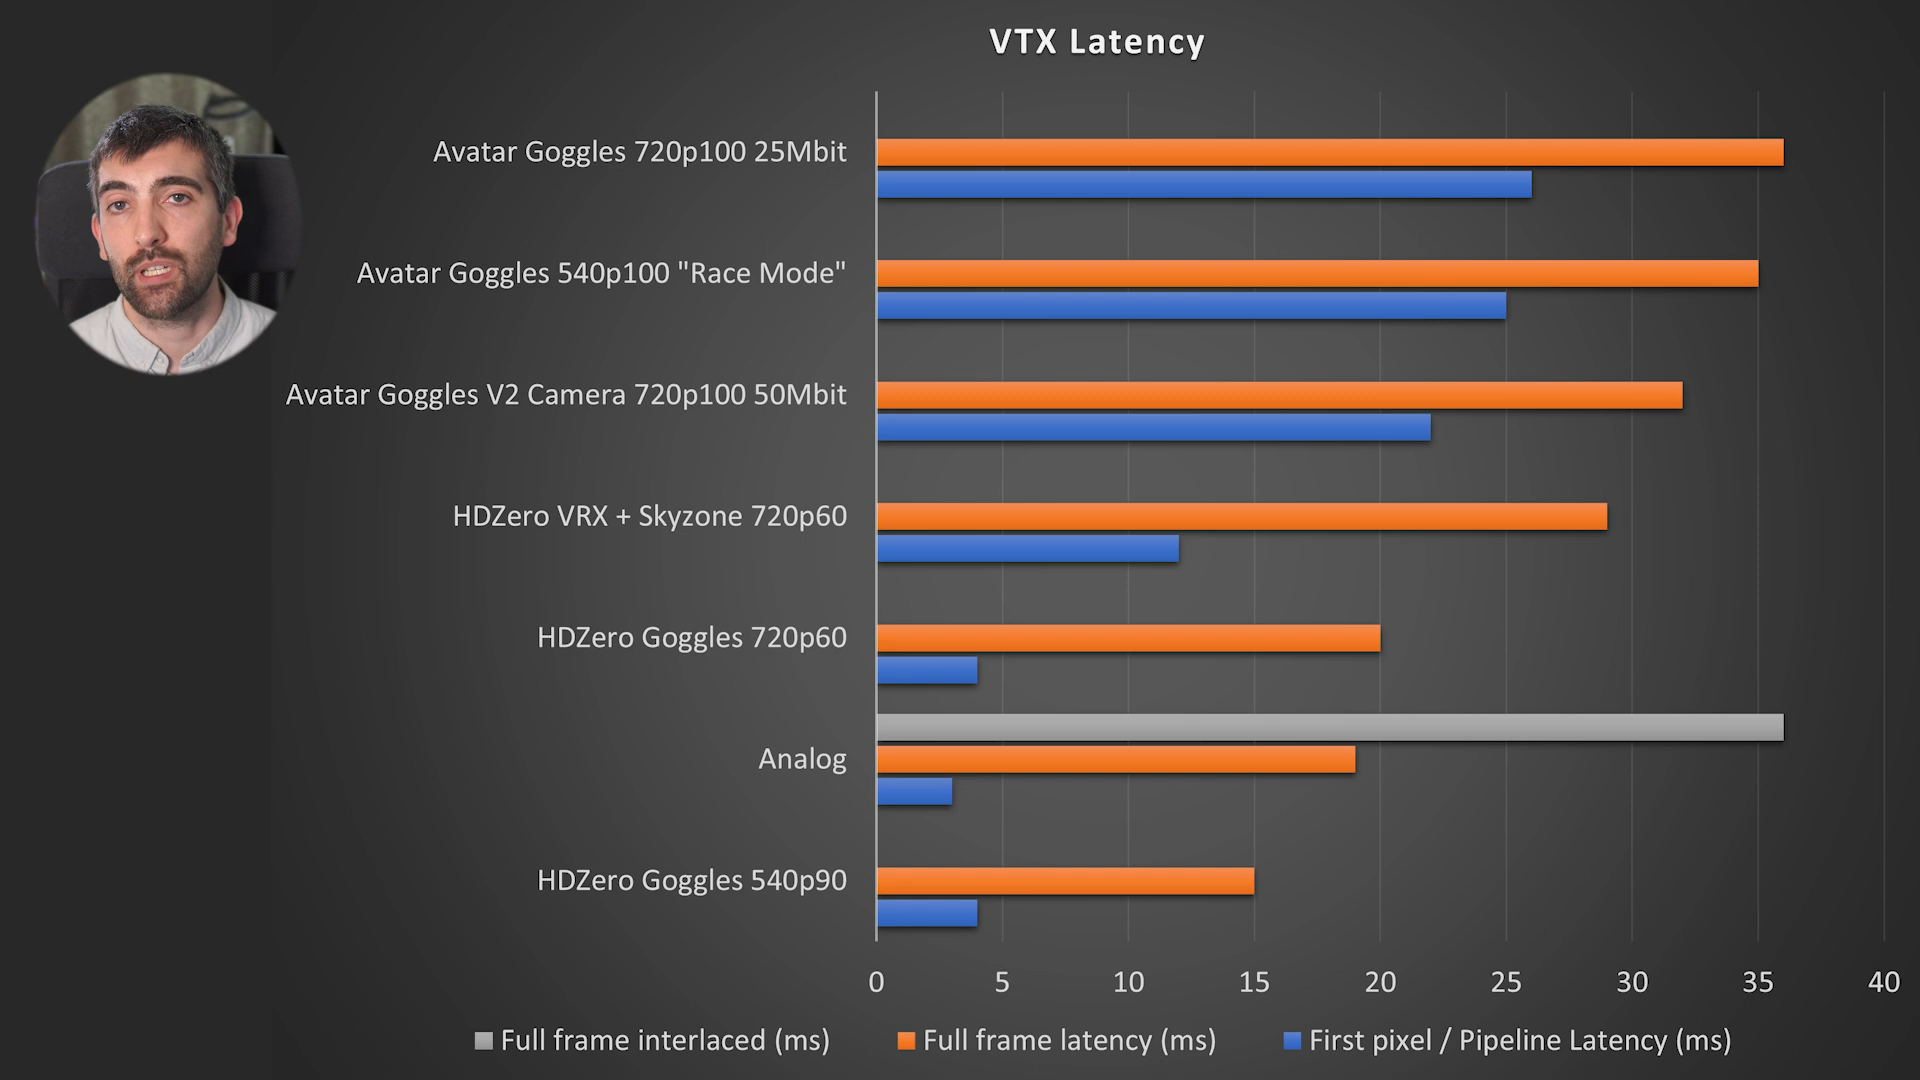 VTX Latency
Avatar Goggles 720p100 25Mbit
Avatar Goggles 540p100 "Race Mode"
Avatar Goggles V2 Camera 720p100 50Mbit
HDZero VRX + Skyzone 720p60
HDZero Goggles 720p60
Analog
HDZero Goggles 540p90
0 5 10 15 20 25 30 35 40
Full frame interlaced (ms) Full frame latency (ms) First pixel / Pipeline Latency (ms)